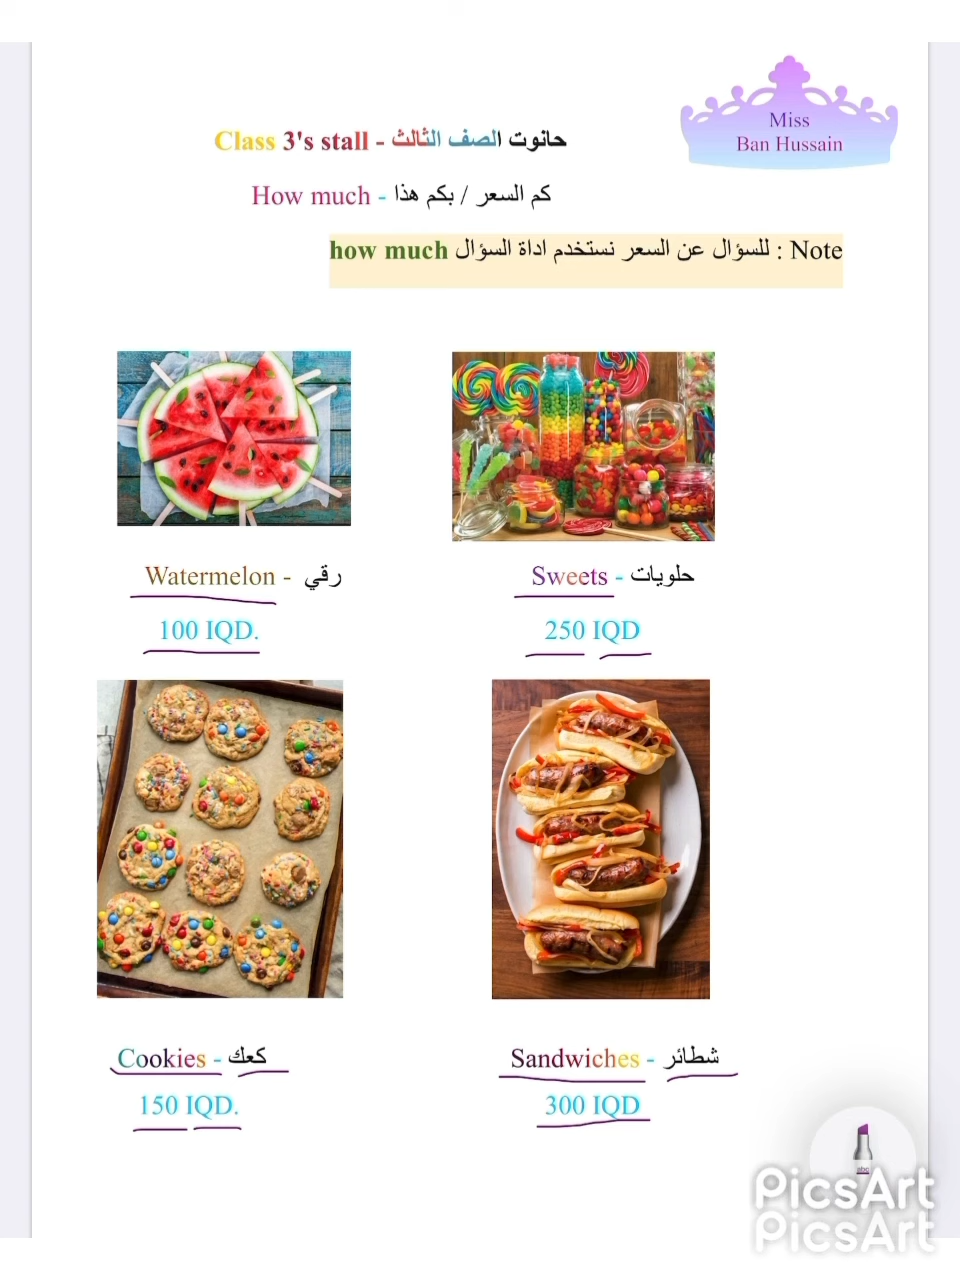 Miss
Ban Hussain
Class 3's stall - حانوت الصف الثالث
How much - كم السعر / بكم هذا
Note : للسؤال عن السعر نستخدم اداة السؤال how much
Watermelon - رقي
Sweets - حلويات
100 IQD.
250 IQD
Cookies - كعك
Sandwiches - شطائر
150 IQD.
300 IQD
abc
PicsArt
PicsArt